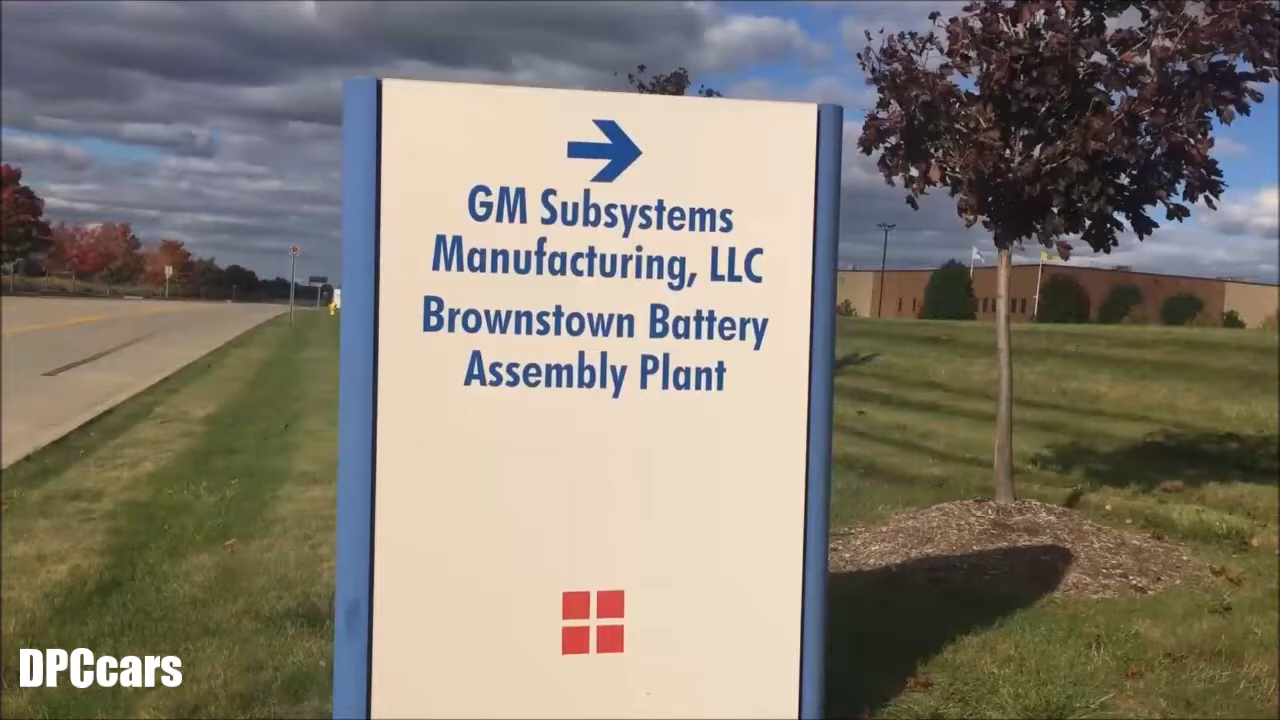 GM Subsystems
Manufacturing, LLC
Brownstown Battery
Assembly Plant
DPCcars